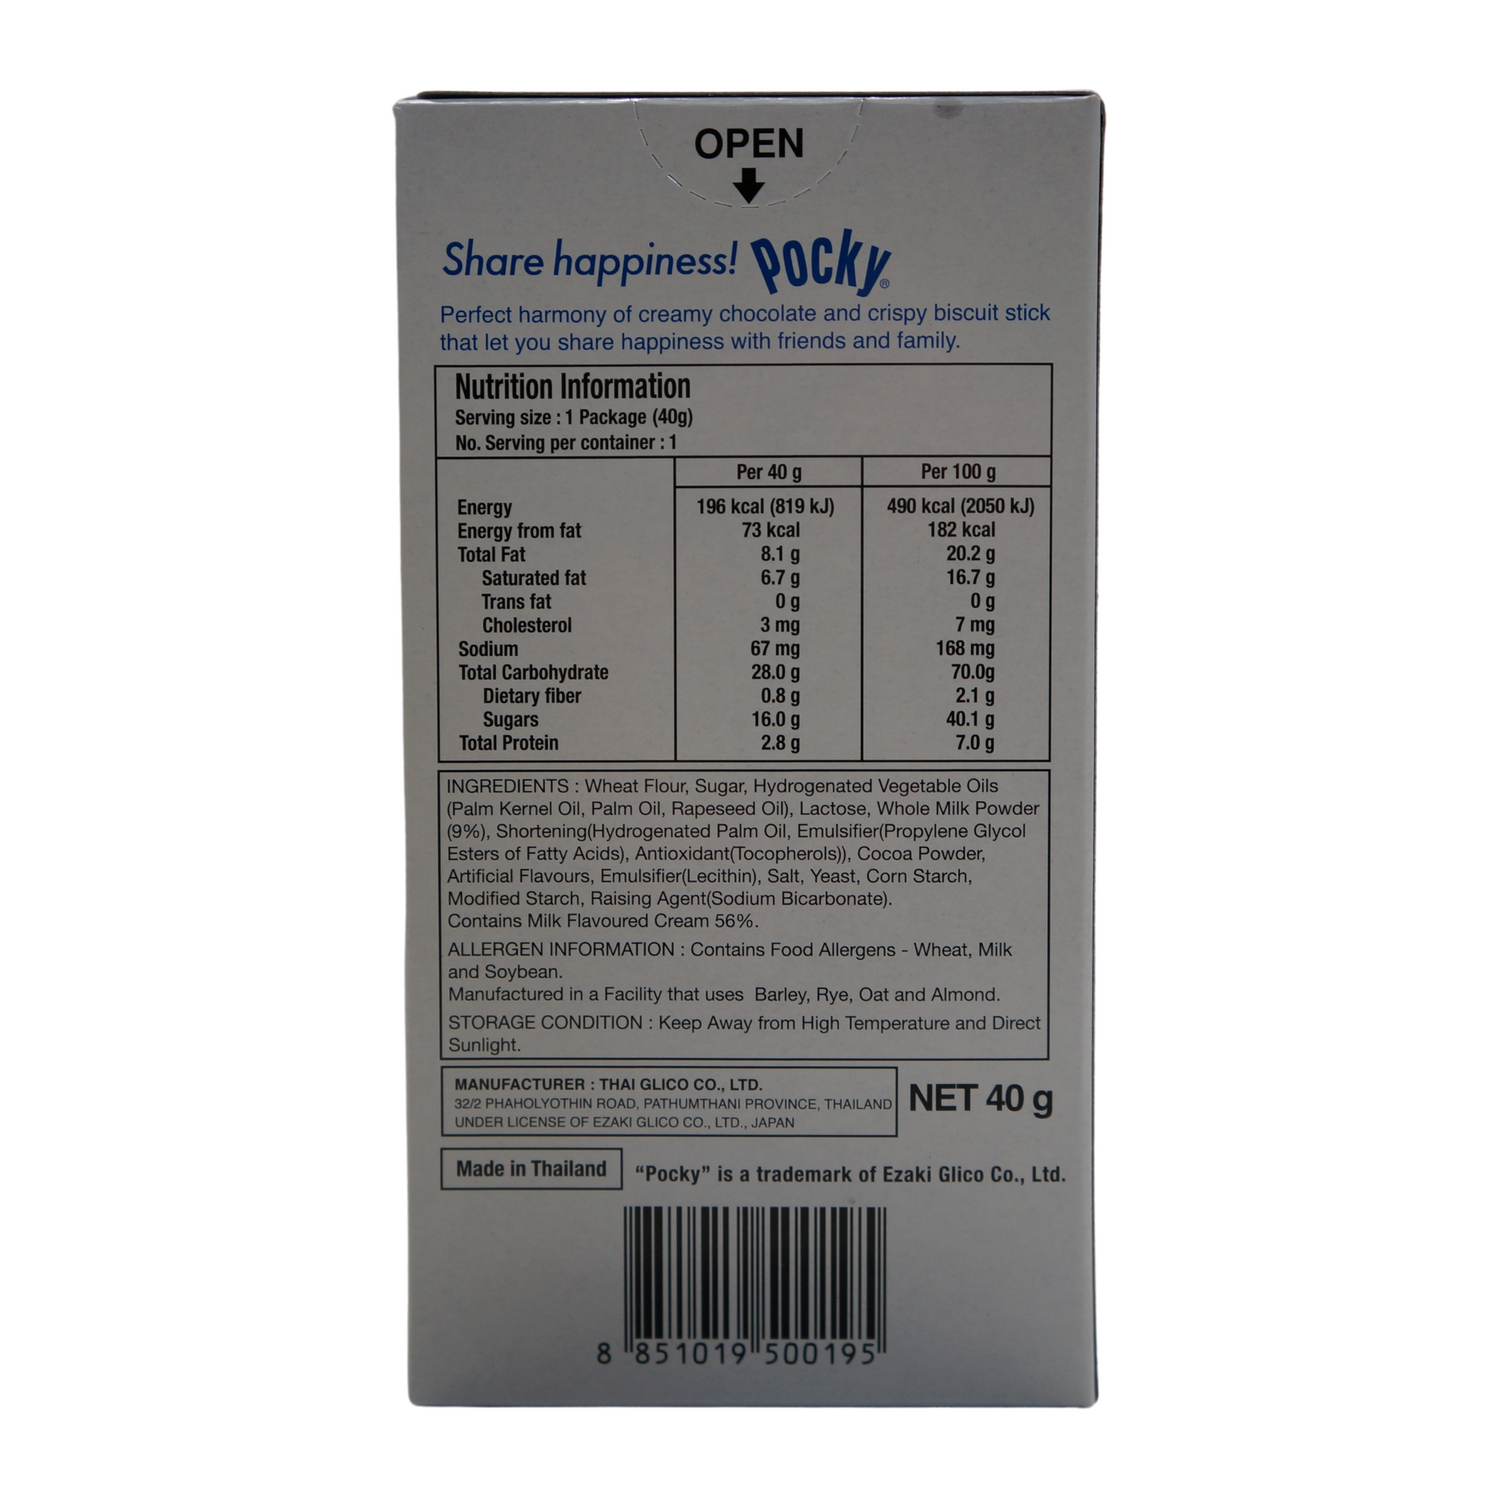 OPEN
Share happiness! Pocky®
Perfect harmony of creamy chocolate and crispy biscuit stick
that let you share happiness with friends and family.
Nutrition Information
Serving size : 1 Package (40g)
No. Serving per container : 1
Per 40 g Per 100 g
Energy 196 kcal (819 kJ) 490 kcal (2050 kJ)
Energy from fat 73 kcal 182 kcal
Total Fat 8.1 g 20.2 g
Saturated fat 6.7 g 16.7 g
Trans fat 0 g 0 g
Cholesterol 3 mg 7 mg
Sodium 67 mg 168 mg
Total Carbohydrate 28.0 g 70.0g
Dietary fiber 0.8 g 2.1 g
Sugars 16.0 g 40.1 g
Total Protein 2.8 g 7.0 g
INGREDIENTS : Wheat Flour, Sugar, Hydrogenated Vegetable Oils
(Palm Kernel Oil, Palm Oil, Rapeseed Oil), Lactose, Whole Milk Powder
(9%), Shortening(Hydrogenated Palm Oil, Emulsifier(Propylene Glycol
Esters of Fatty Acids), Antioxidant(Tocopherols)), Cocoa Powder,
Artificial Flavours, Emulsifier(Lecithin), Salt, Yeast, Corn Starch,
Modified Starch, Raising Agent(Sodium Bicarbonate).
Contains Milk Flavoured Cream 56%.
ALLERGEN INFORMATION : Contains Food Allergens - Wheat, Milk
and Soybean.
Manufactured in a Facility that uses Barley, Rye, Oat and Almond.
STORAGE CONDITION : Keep Away from High Temperature and Direct
Sunlight.
MANUFACTURER : THAI GLICO CO., LTD.
32/2 PHAHOLYOTHIN ROAD, PATHUMTHANI PROVINCE, THAILAND
UNDER LICENSE OF EZAKI GLICO CO., LTD., JAPAN
NET 40 g
Made in Thailand
“Pocky” is a trademark of Ezaki Glico Co., Ltd.
8 851019 500195